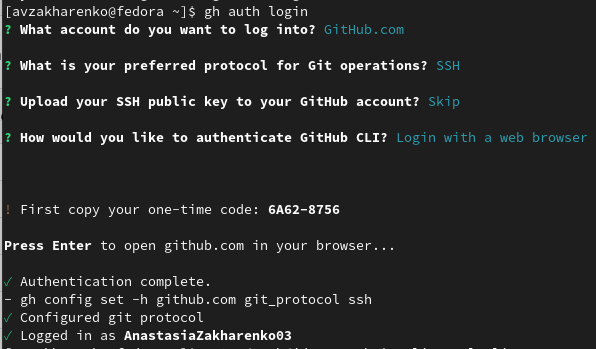 [avzakharenko@fedora ~]$ gh auth login
? What account do you want to log into? GitHub.com
? What is your preferred protocol for Git operations? SSH
? Upload your SSH public key to your GitHub account? Skip
? How would you like to authenticate GitHub CLI? Login with a web browser
! First copy your one-time code: 6A62-8756
Press Enter to open github.com in your browser...
✓ Authentication complete.
- gh config set -h github.com git_protocol ssh
✓ Configured git protocol
✓ Logged in as AnastasiaZakharenko03